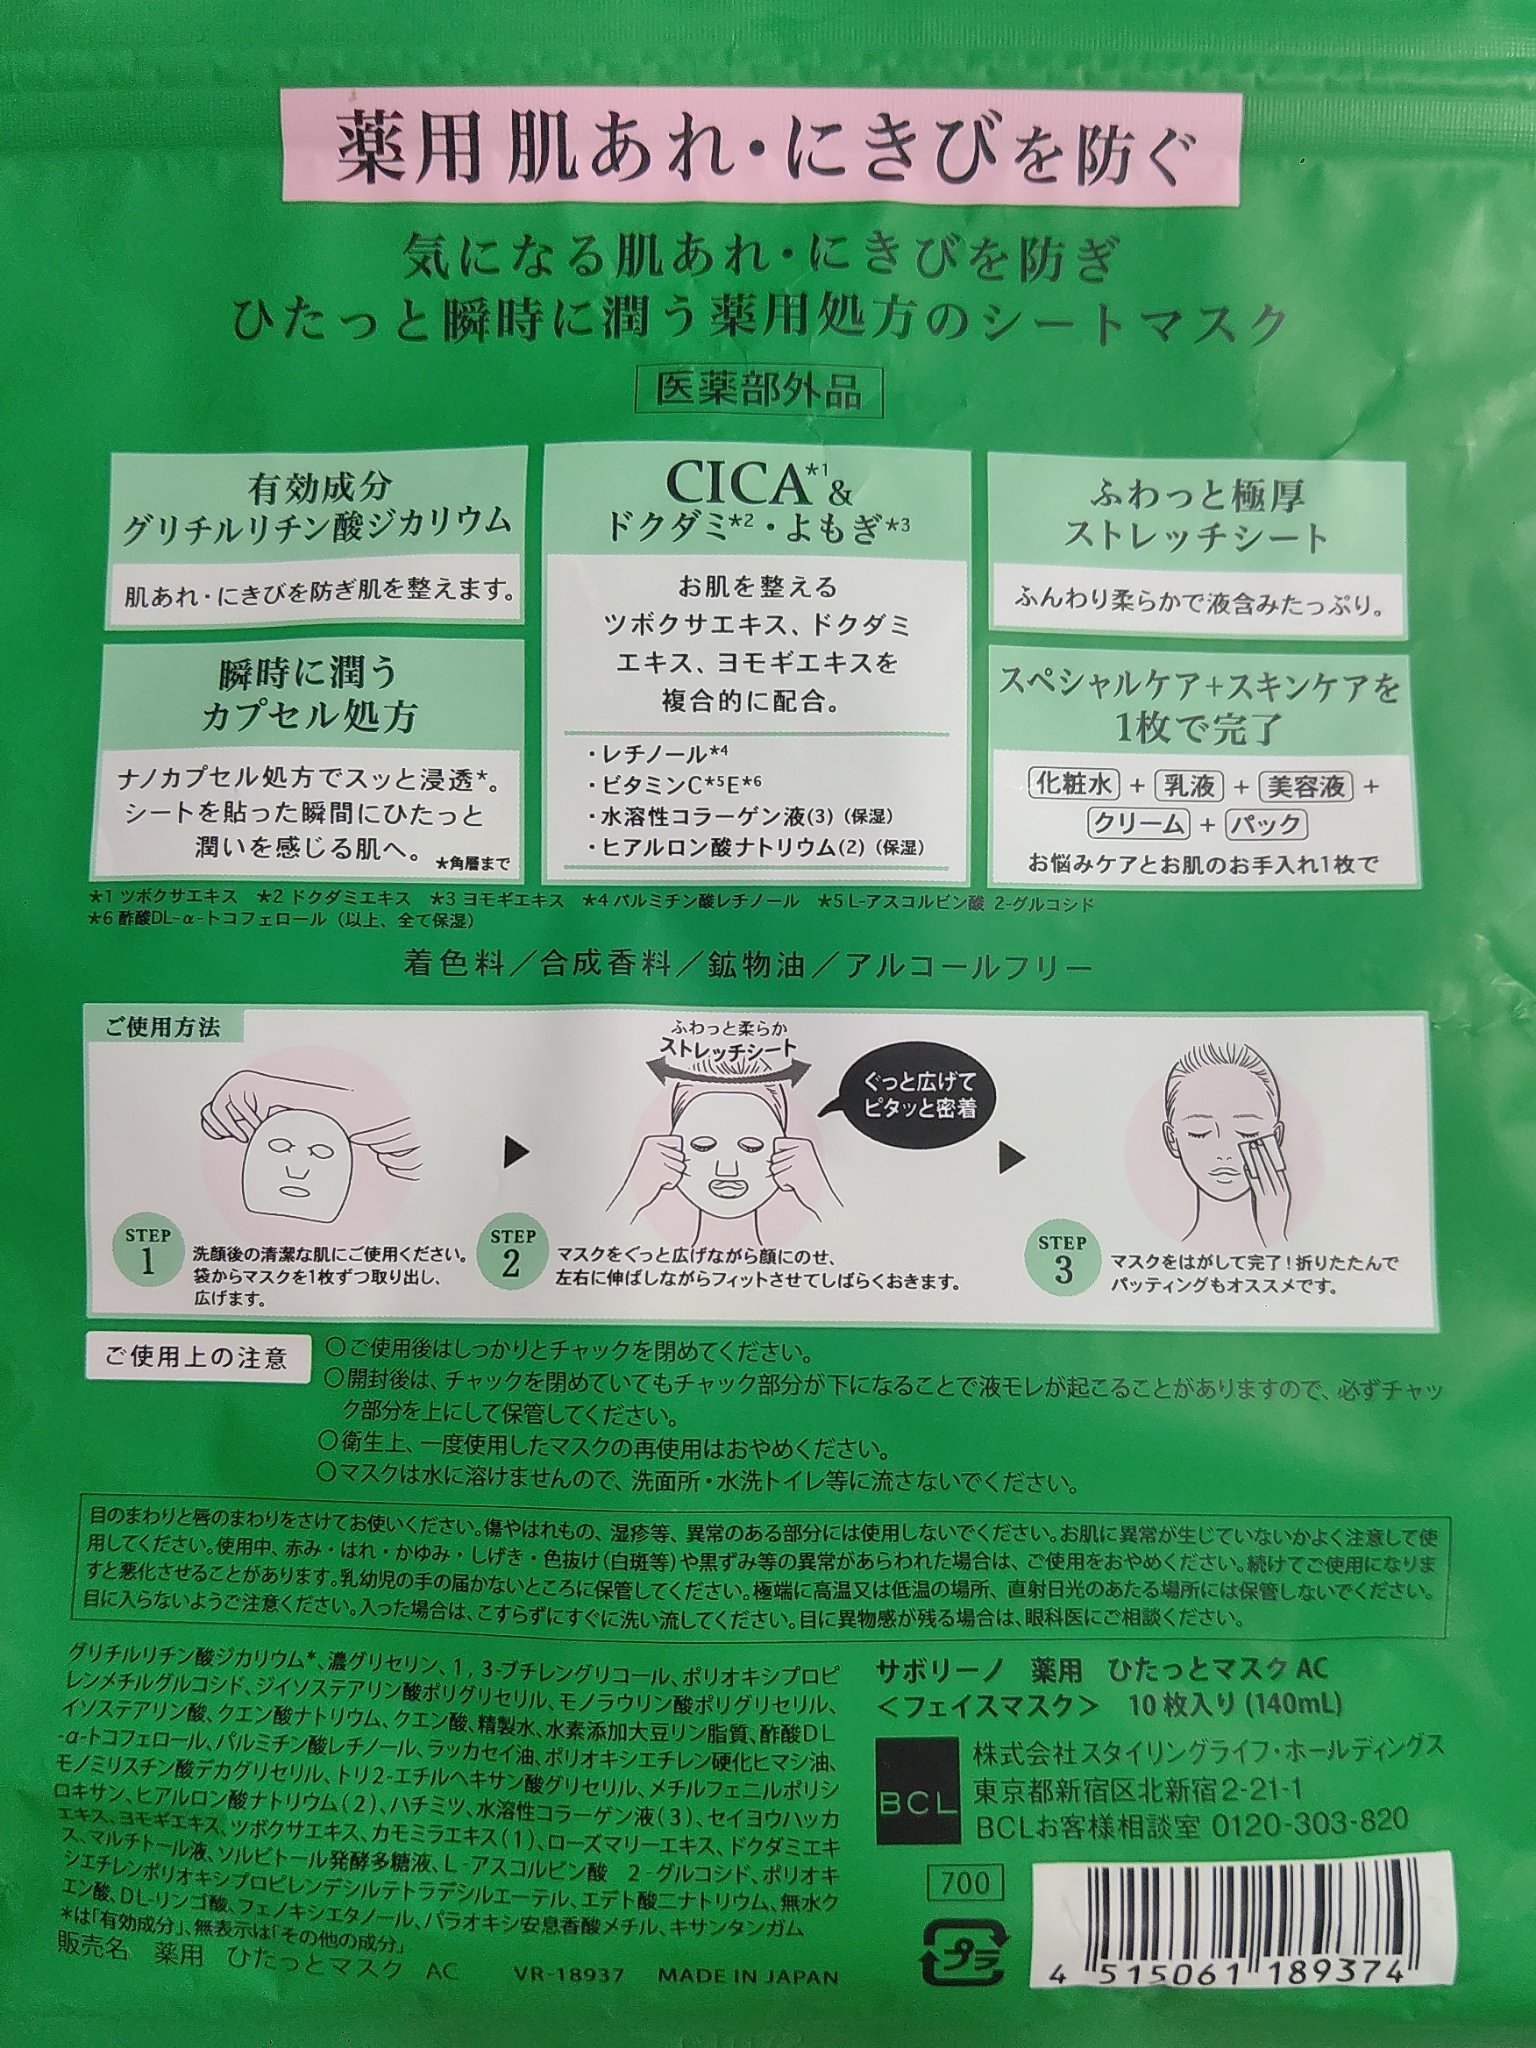 薬用 肌あれ・にきびを防ぐ
気になる肌あれ・にきびを防ぎ
ひたっと瞬時に潤う薬用処方のシートマスク
医薬部外品
有効成分
グリチルリチン酸ジカリウム
肌あれ・にきびを防ぎ肌を整えます。
瞬時に潤う
カプセル処方
ナノカプセル処方でスッと浸透*。
シートを貼った瞬間にひたっと
潤いを感じる肌へ。 *角層まで
CICA*1&
ドクダミ*2・よもぎ*3
お肌を整える
ツボクサエキス、ドクダミ
エキス、ヨモギエキスを
複合的に配合。
・レチノール*4
・ビタミンC*5E*6
・水溶性コラーゲン液(3)(保湿)
・ヒアルロン酸ナトリウム(2)(保湿)
ふわっと極厚
ストレッチシート
ふんわり柔らかで液含みたっぷり。
スペシャルケア+スキンケアを
1枚で完了
化粧水 + 乳液 + 美容液 +
クリーム + パック
お悩みケアとお肌のお手入れ1枚で
*1 ツボクサエキス *2 ドクダミエキス *3 ヨモギエキス *4 パルミチン酸レチノール *5 L-アスコルビン酸 2-グルコシド
*6 酢酸DL-α-トコフェロール（以上、全て保湿）
着色料／合成香料／鉱物油／アルコールフリー
ご使用方法
ふわっと柔らか
ストレッチシート
ぐっと広げて
ピタッと密着
STEP
1
洗顔後の清潔な肌にご使用ください。
袋からマスクを1枚ずつ取り出し、
広げます。
STEP
2
マスクをぐっと広げながら顔にのせ、
左右に伸ばしながらフィットさせてしばらくおきます。
STEP
3
マスクをはがして完了！折りたたんで
パッティングもオススメです。
ご使用上の注意
○ご使用後はしっかりとチャックを閉めてください。
○開封後は、チャックを閉めていてもチャック部分が下になることで液モレが起こることがありますので、必ずチャッ
ク部分を上にして保管してください。
○衛生上、一度使用したマスクの再使用はおやめください。
○マスクは水に溶けませんので、洗面所・水洗トイレ等に流さないでください。
目のまわりと唇のまわりをさけてお使いください。傷やはれもの、湿疹等、異常のある部分には使用しないでください。お肌に異常が生じていないかよく注意して使
用してください。使用中、赤み・はれ・かゆみ・しげき・色抜け(白斑等)や黒ずみ等の異常があらわれた場合は、ご使用をおやめください。続けてご使用になりま
すと悪化させることがあります。乳幼児の手の届かないところに保管してください。極端に高温又は低温の場所、直射日光のあたる場所には保管しないでください。
目に入らないようご注意ください。入った場合は、こすらずにすぐに洗い流してください。目に異物感が残る場合は、眼科医にご相談ください。
グリチルリチン酸ジカリウム*、濃グリセリン、1,3-ブチレングリコール、ポリオキシプロピ
レンメチルグルコシド、ジイソステアリン酸ポリグリセリル、モノラウリン酸ポリグリセリル、
イソステアリン酸、クエン酸ナトリウム、クエン酸、精製水、水素添加大豆リン脂質、酢酸DL
-α-トコフェロール、パルミチン酸レチノール、ラッカセイ油、ポリオキシエチレン硬化ヒマシ油、
モノミリスチン酸デカグリセリル、トリ2-エチルヘキサン酸グリセリル、メチルフェニルポリシ
ロキサン、ヒアルロン酸ナトリウム(2)、ハチミツ、水溶性コラーゲン液(3)、セイヨウハッカ
エキス、ヨモギエキス、ツボクサエキス、カモミラエキス(1)、ローズマリーエキス、ドクダミエキ
ス、マルチトール液、ソルビトール発酵多糖液、L-アスコルビン酸 2-グルコシド、ポリオキ
シエチレンポリオキシプロピレンデシルテトラデシルエーテル、エデト酸二ナトリウム、無水ク
エン酸、DL-リンゴ酸、フェノキシエタノール、パラオキシ安息香酸メチル、キサンタンガム
*は「有効成分」、無表示は「その他の成分」
販売名 薬用 ひたっとマスク AC VR-18937 MADE IN JAPAN
サボリーノ 薬用 ひたっとマスク AC
＜フェイスマスク＞ 10枚入り(140mL)
BCL
株式会社スタイリングライフ・ホールディングス
東京都新宿区北新宿2-21-1
BCLお客様相談室 0120-303-820
700
プラ
4 515061 189374